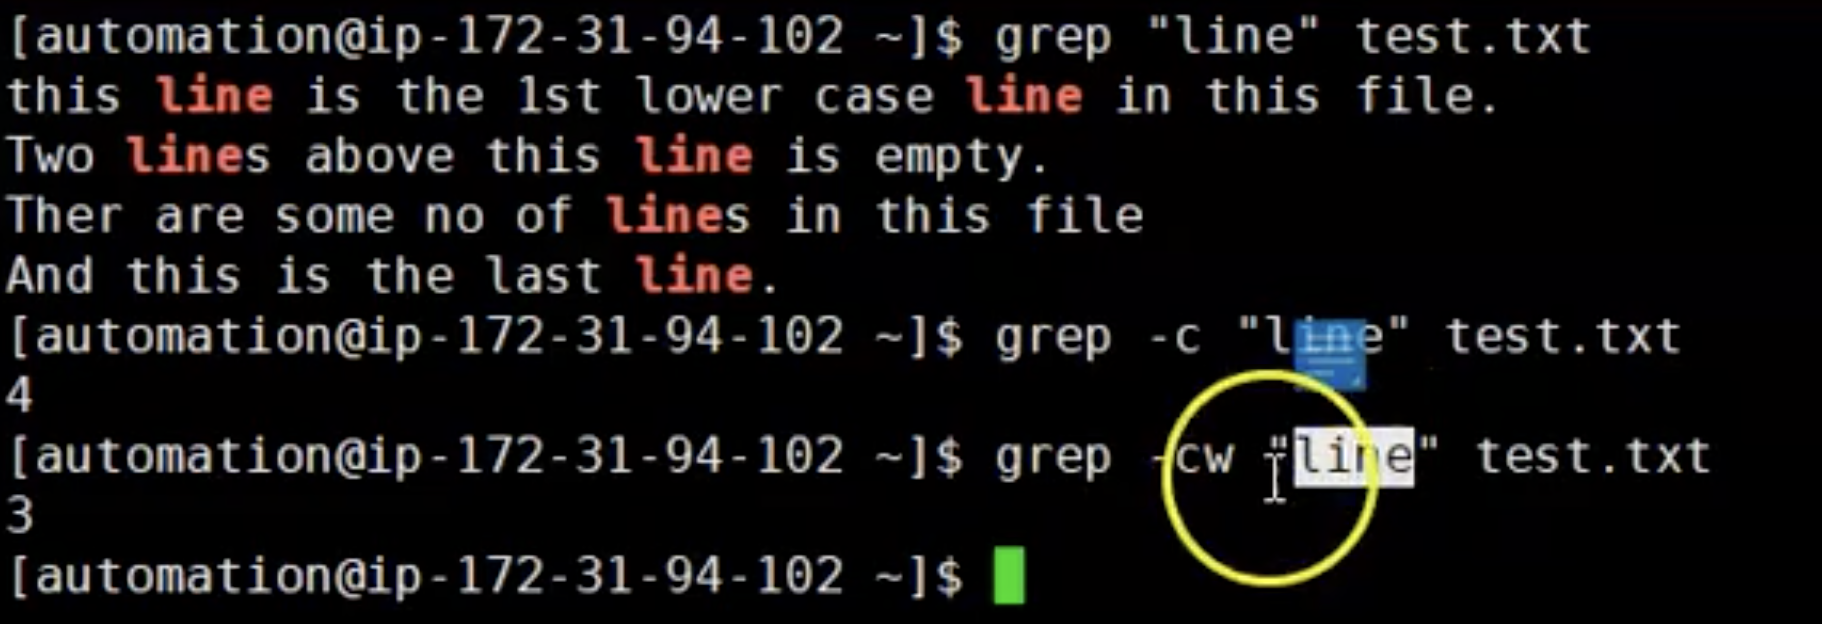 [automation@ip-172-31-94-102 ~]$ grep "line" test.txt
this line is the 1st lower case line in this file.
Two lines above this line is empty.
Ther are some no of lines in this file
And this is the last line.
[automation@ip-172-31-94-102 ~]$ grep -c "line" test.txt
4
[automation@ip-172-31-94-102 ~]$ grep -cw "line" test.txt
3
[automation@ip-172-31-94-102 ~]$